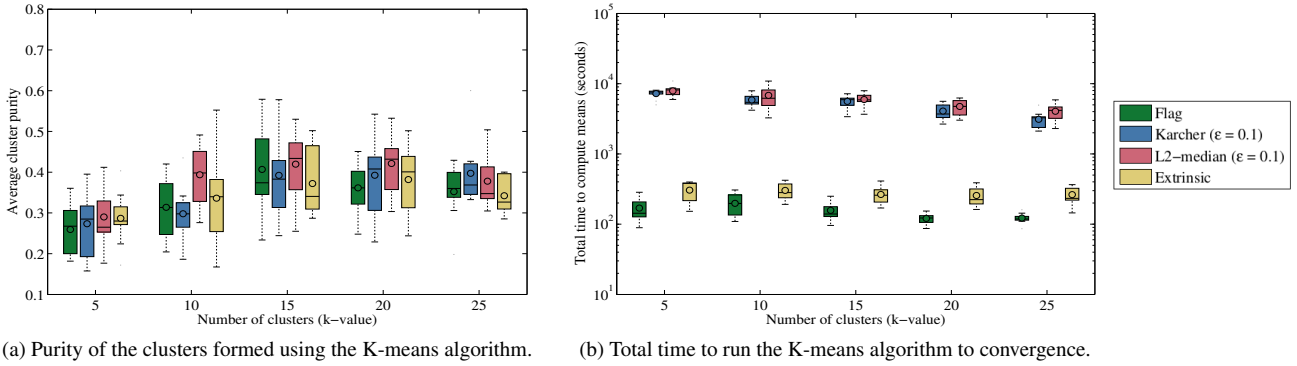 0.8
0.7
0.6
0.5
0.4
0.3
0.2
0.1
Average cluster purity
5 10 15 20 25
Number of clusters (k−value)
(a) Purity of the clusters formed using the K-means algorithm.
10^5
10^4
10^3
10^2
10^1
Total time to compute means (seconds)
5 10 15 20 25
Number of clusters (k−value)
(b) Total time to run the K-means algorithm to convergence.
Flag
Karcher (ε = 0.1)
L2−median (ε = 0.1)
Extrinsic